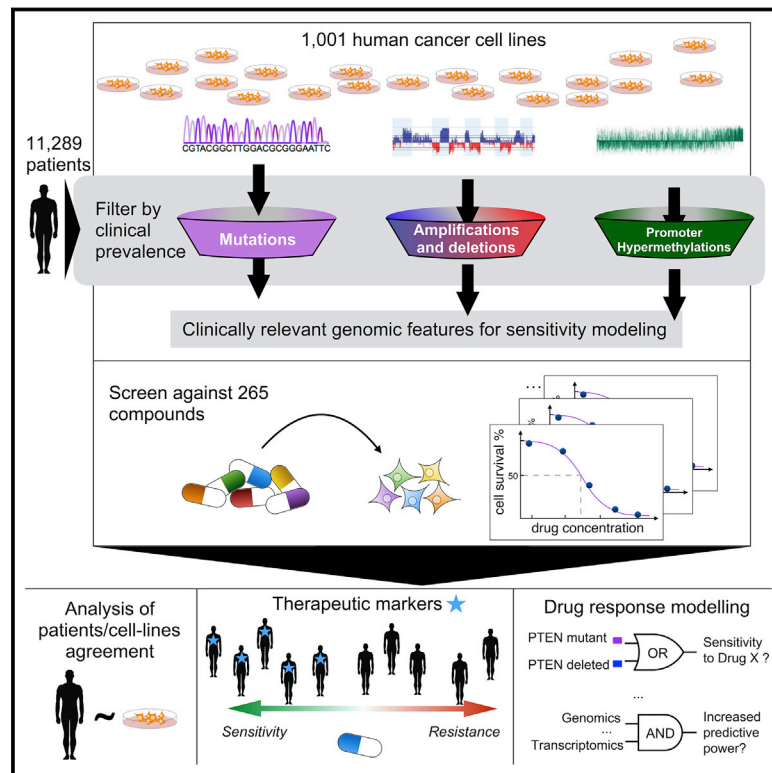 1,001 human cancer cell lines
11,289
patients
CGTACGGCTTGGACGCGGGAATTC
Filter by
clinical
prevalence
Mutations
Amplifications
and deletions
Promoter
Hypermethylations
Clinically relevant genomic features for sensitivity modeling
Screen against 265
compounds
...
%
%
cell survival %
50
drug concentration
Analysis of
patients/cell-lines
agreement
~
Therapeutic markers
Sensitivity
Resistance
Drug response modelling
PTEN mutant
PTEN deleted
OR
Sensitivity
to Drug X ?
...
Genomics
...
Transcriptomics
AND
Increased
predictive
power?